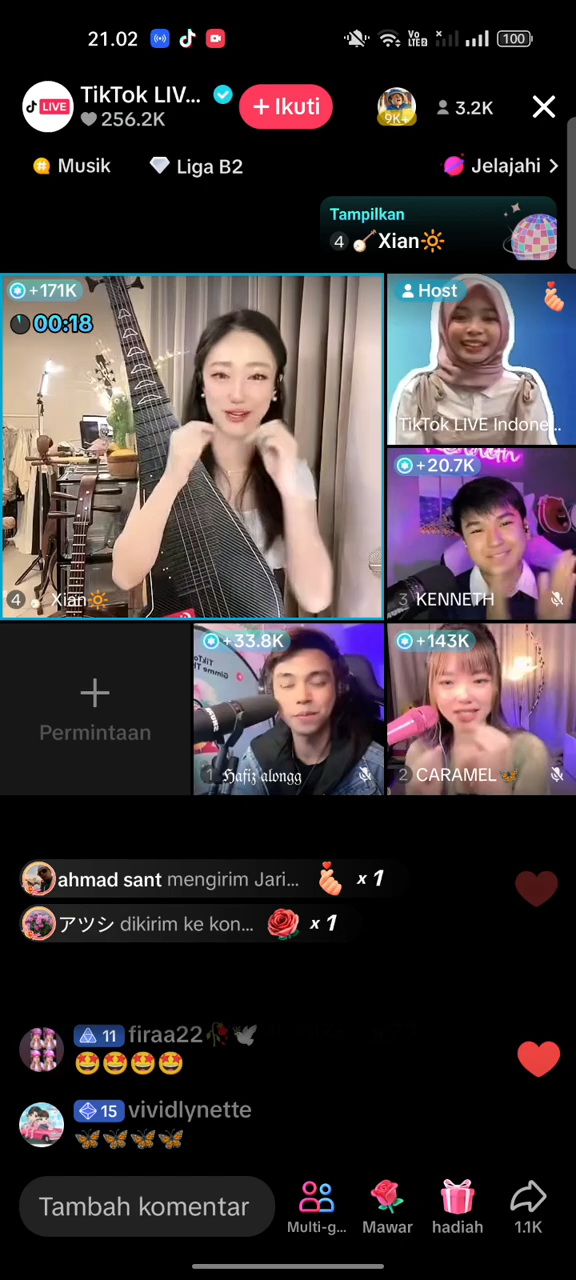 21.02
Vo
LTE2
100
LIVE
TikTok LIV...
256.2K
+ Ikuti
9K+
3.2K
Musik
Liga B2
Jelajahi
Tampilkan
4 Xian
+171K
00:18
4 Xian
Host
TikTok LIVE Indone...
Kenneth
+20.7K
3 KENNETH
Permintaan
+33.8K
1 Hafiz alongg
+143K
2 CARAMEL
ahmad sant mengirim Jari... x 1
アツシ dikirim ke kon... x 1
11 firaa22
15 vividlynette
Tambah komentar
Multi-g...
Mawar
hadiah
1.1K